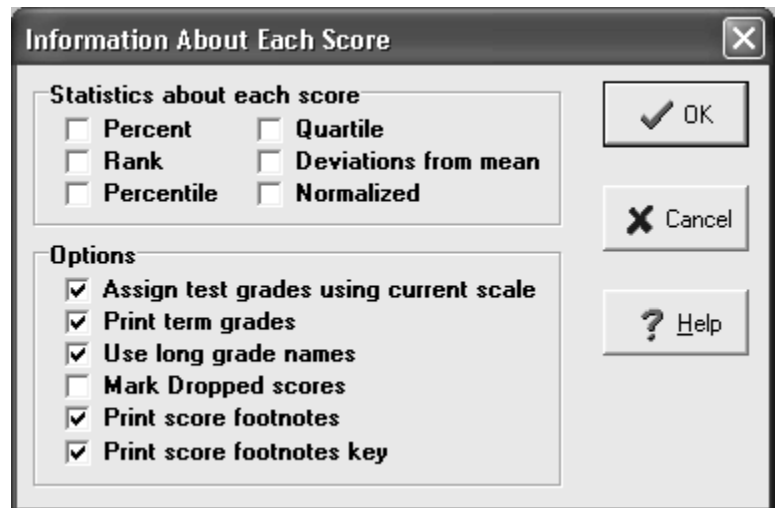 Information About Each Score
Statistics about each score
Percent Quartile
Rank Deviations from mean
Percentile Normalized
Options
Assign test grades using current scale
Print term grades
Use long grade names
Mark Dropped scores
Print score footnotes
Print score footnotes key
OK
Cancel
Help